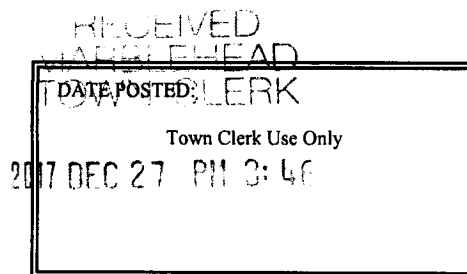 RECEIVED
MARBLEHEAD
TOWN CLERK
DATE POSTED:
Town Clerk Use Only
2017 DEC 27 PM 3: 46